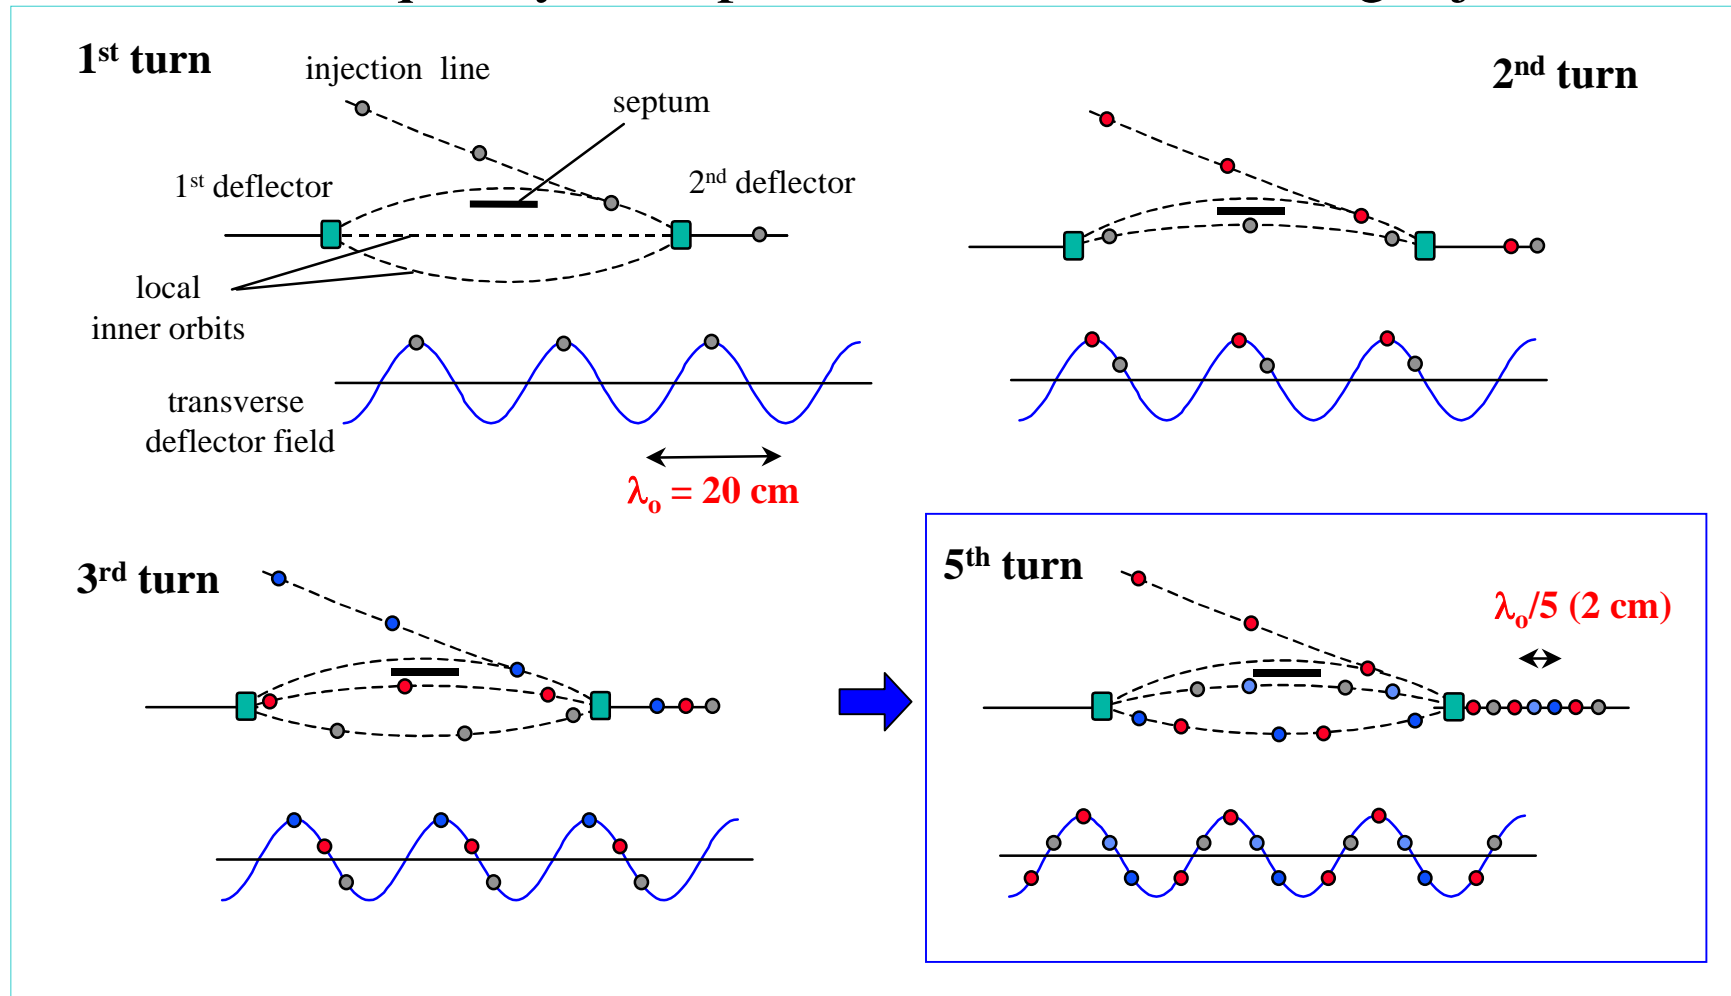 1st turn
injection line
septum
1st deflector
2nd deflector
local
inner orbits
transverse
deflector field
λo = 20 cm
2nd turn
3rd turn
5th turn
λo/5 (2 cm)